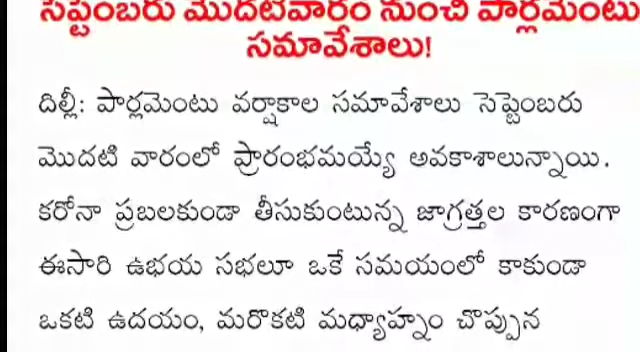 సెప్టెంబరు మొదటివారం నుంచి పార్లమెంటు
సమావేశాలు!
దిల్లీ: పార్లమెంటు వర్షాకాల సమావేశాలు సెప్టెంబరు
మొదటి వారంలో ప్రారంభమయ్యే అవకాశాలున్నాయి.
కరోనా ప్రబలకుండా తీసుకుంటున్న జాగ్రత్తల కారణంగా
ఈసారి ఉభయ సభలూ ఒకే సమయంలో కాకుండా
ఒకటి ఉదయం, మరొకటి మధ్యాహ్నం చొప్పున